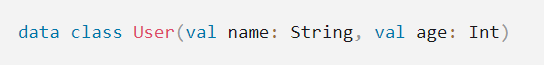 data class User(val name: String, val age: Int)